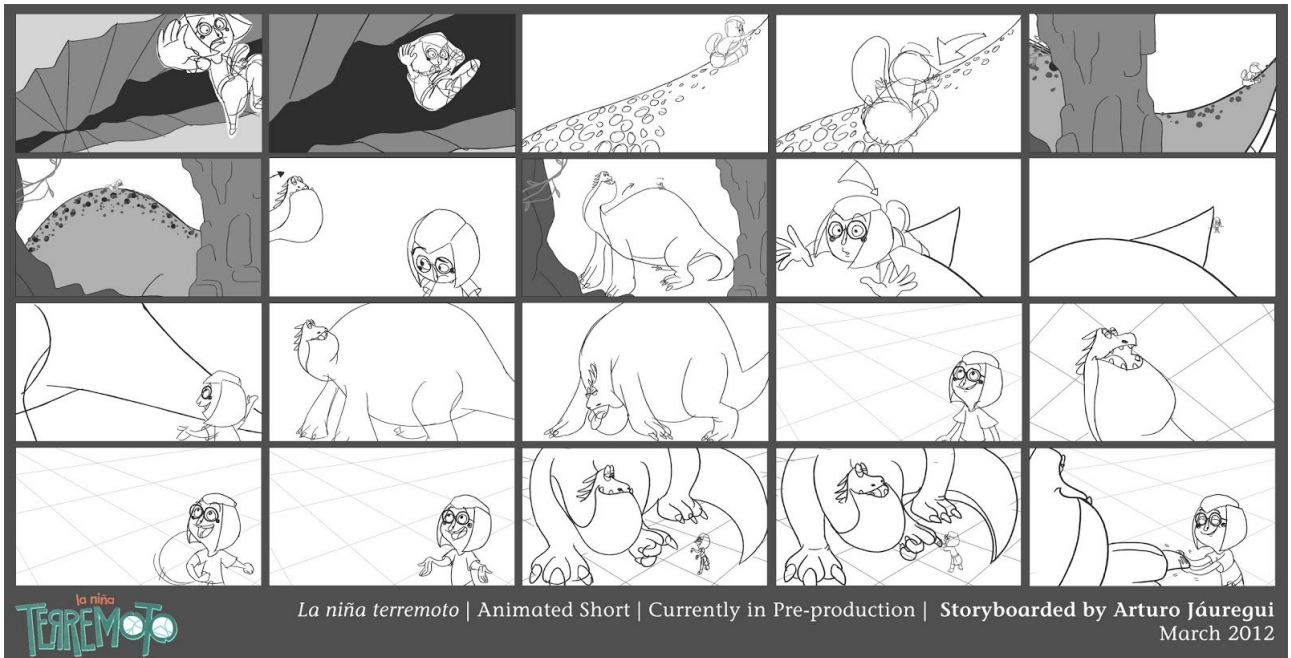 la niña
TERREMOTO
La niña terremoto | Animated Short | Currently in Pre-production | Storyboarded by Arturo Jáuregui
March 2012